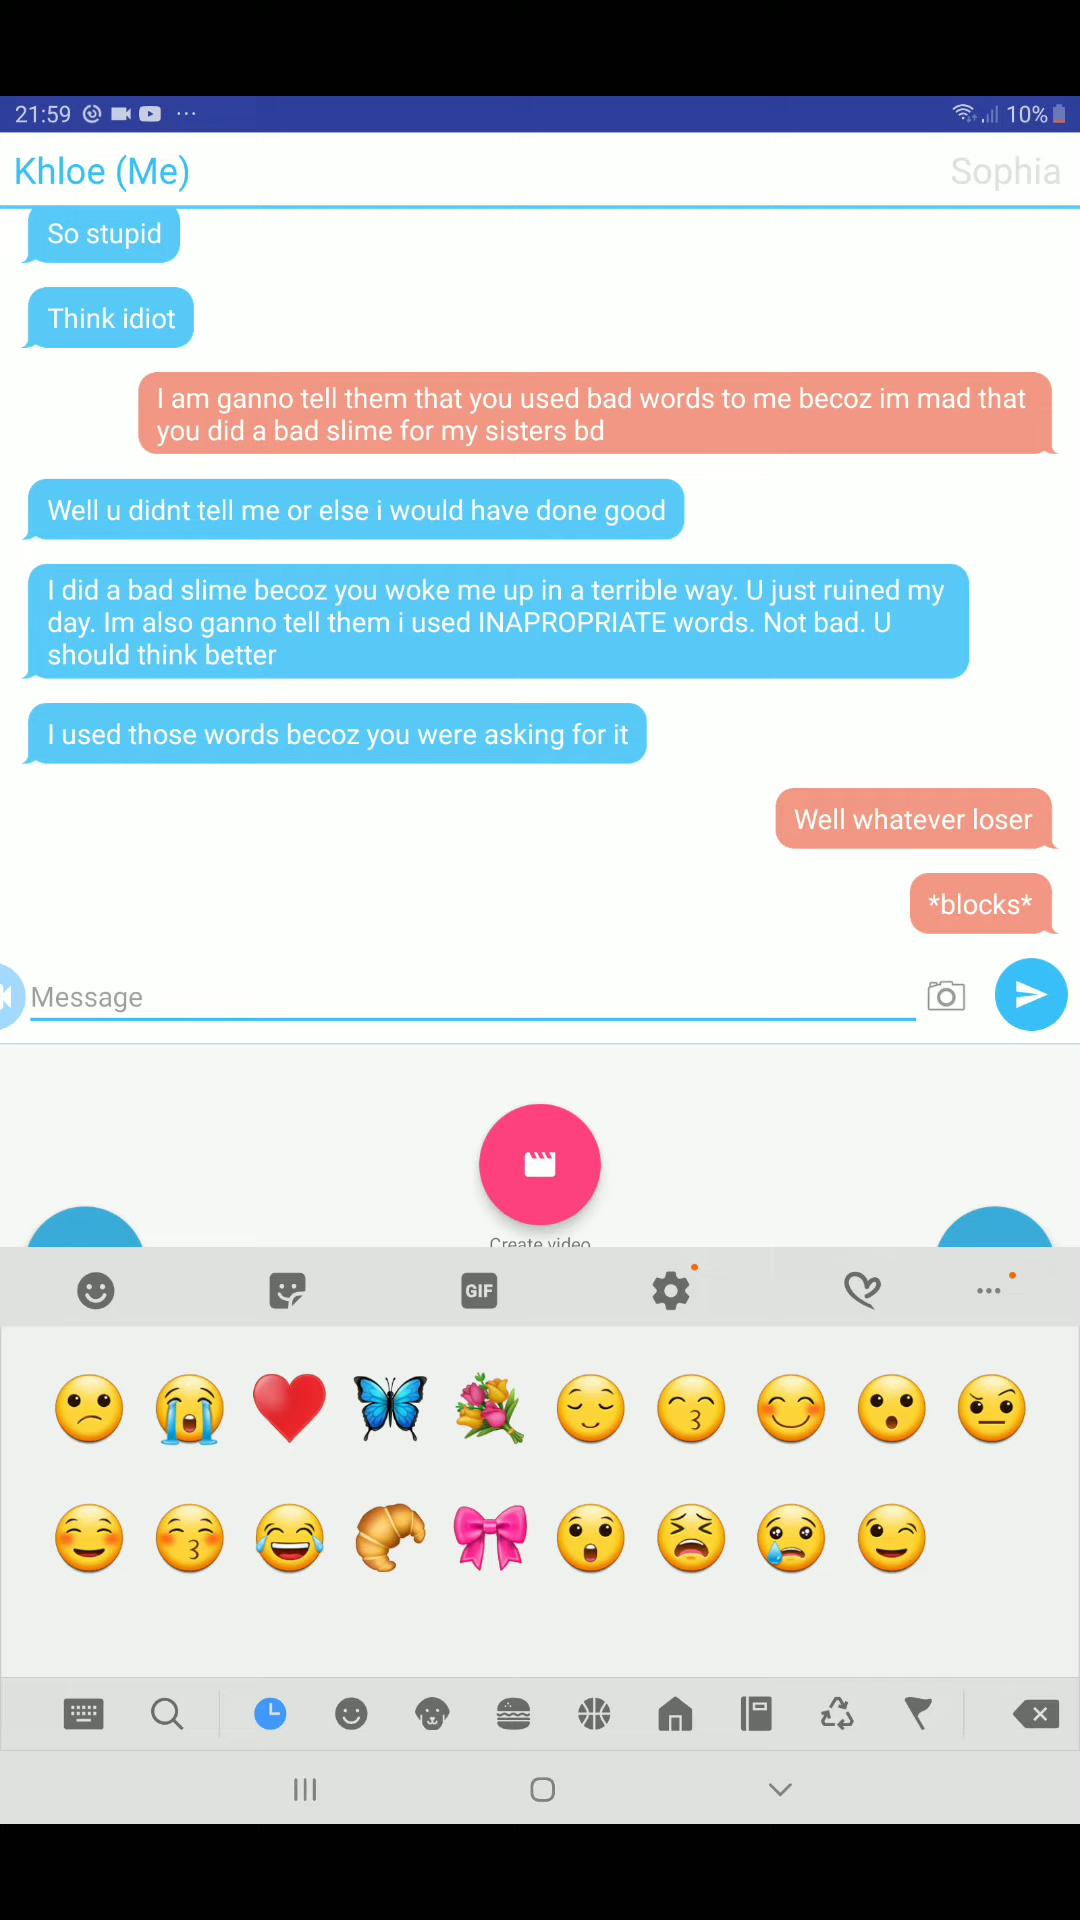 21:59
10%
Khloe (Me)
Sophia
So stupid
Think idiot
I am ganno tell them that you used bad words to me becoz im mad that
you did a bad slime for my sisters bd
Well u didnt tell me or else i would have done good
I did a bad slime becoz you woke me up in a terrible way. U just ruined my
day. Im also ganno tell them i used INAPROPRIATE words. Not bad. U
should think better
I used those words becoz you were asking for it
Well whatever loser
*blocks*
Message
Create video
GIF